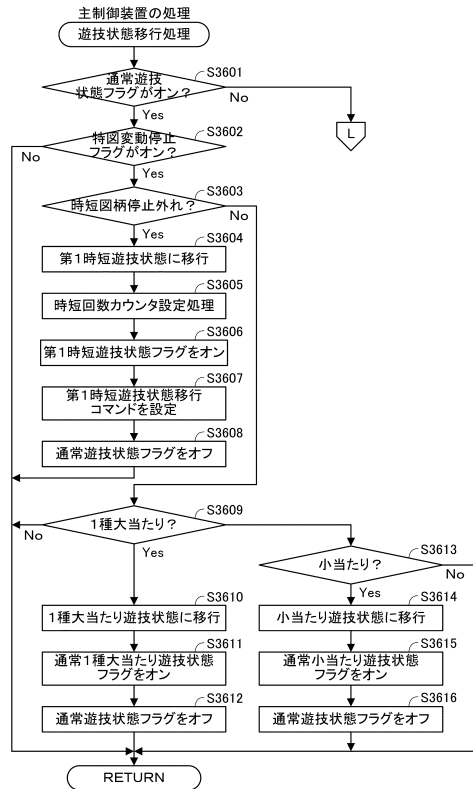 主制御装置の処理
遊技状態移行処理
S3601
通常遊技
状態フラグがオン?
No
Yes
L
S3602
特図変動停止
フラグがオン?
No
Yes
S3603
時短図柄停止外れ?
No
Yes
S3604
第1時短遊技状態に移行
S3605
時短回数カウンタ設定処理
S3606
第1時短遊技状態フラグをオン
S3607
第1時短遊技状態移行
コマンドを設定
S3608
通常遊技状態フラグをオフ
S3609
1種大当たり?
No
Yes
S3613
小当たり?
No
Yes
S3610
1種大当たり遊技状態に移行
S3614
小当たり遊技状態に移行
S3611
通常1種大当たり遊技状態
フラグをオン
S3615
通常小当たり遊技状態
フラグをオン
S3612
通常遊技状態フラグをオフ
S3616
通常遊技状態フラグをオフ
RETURN